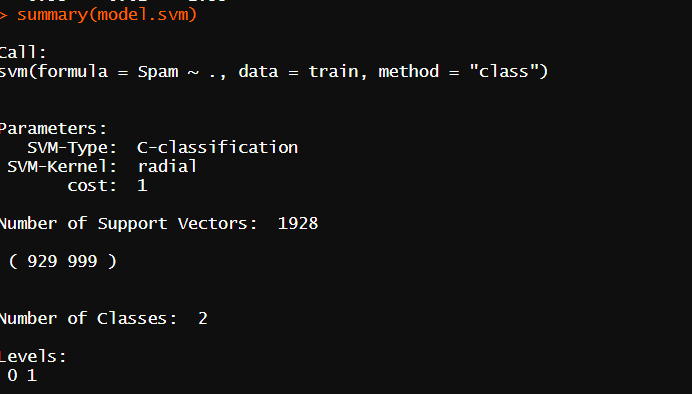 > summary(model.svm)
Call:
svm(formula = Spam ~ ., data = train, method = "class")
Parameters:
SVM-Type: C-classification
SVM-Kernel: radial
cost: 1
Number of Support Vectors: 1928
( 929 999 )
Number of Classes: 2
Levels:
0 1